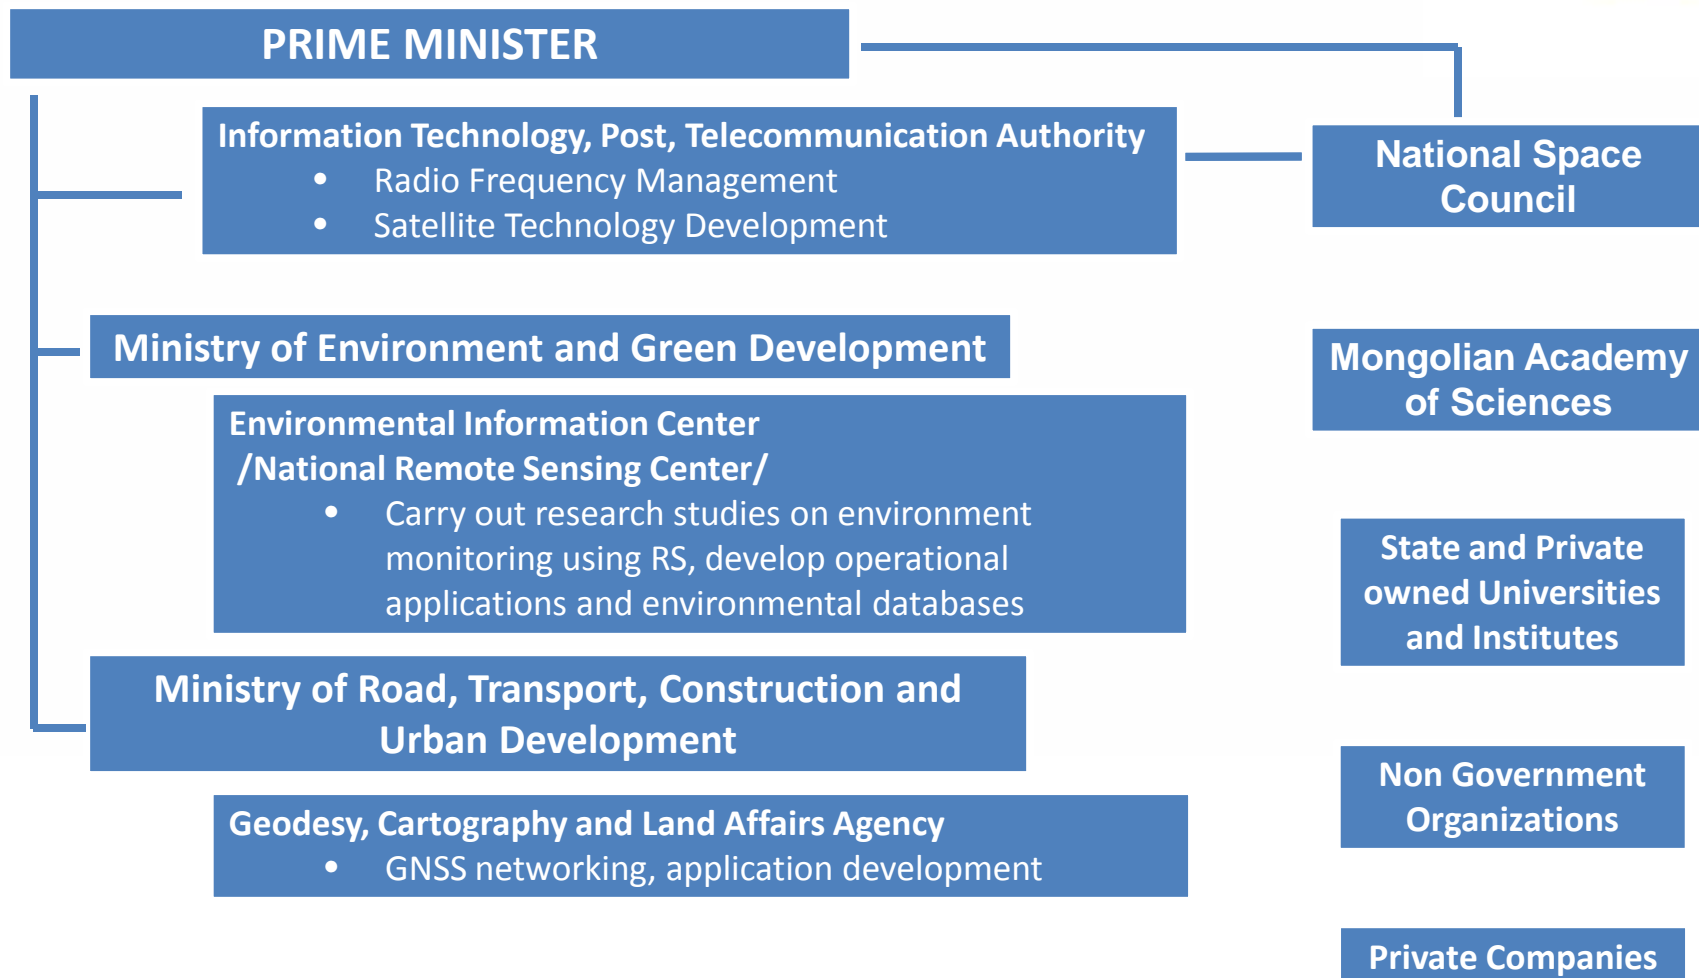 PRIME MINISTER
Information Technology, Post, Telecommunication Authority
• Radio Frequency Management
• Satellite Technology Development
National Space
Council
Ministry of Environment and Green Development
Mongolian Academy
of Sciences
Environmental Information Center
/National Remote Sensing Center/
• Carry out research studies on environment
monitoring using RS, develop operational
applications and environmental databases
State and Private
owned Universities
and Institutes
Ministry of Road, Transport, Construction and
Urban Development
Non Government
Organizations
Geodesy, Cartography and Land Affairs Agency
• GNSS networking, application development
Private Companies